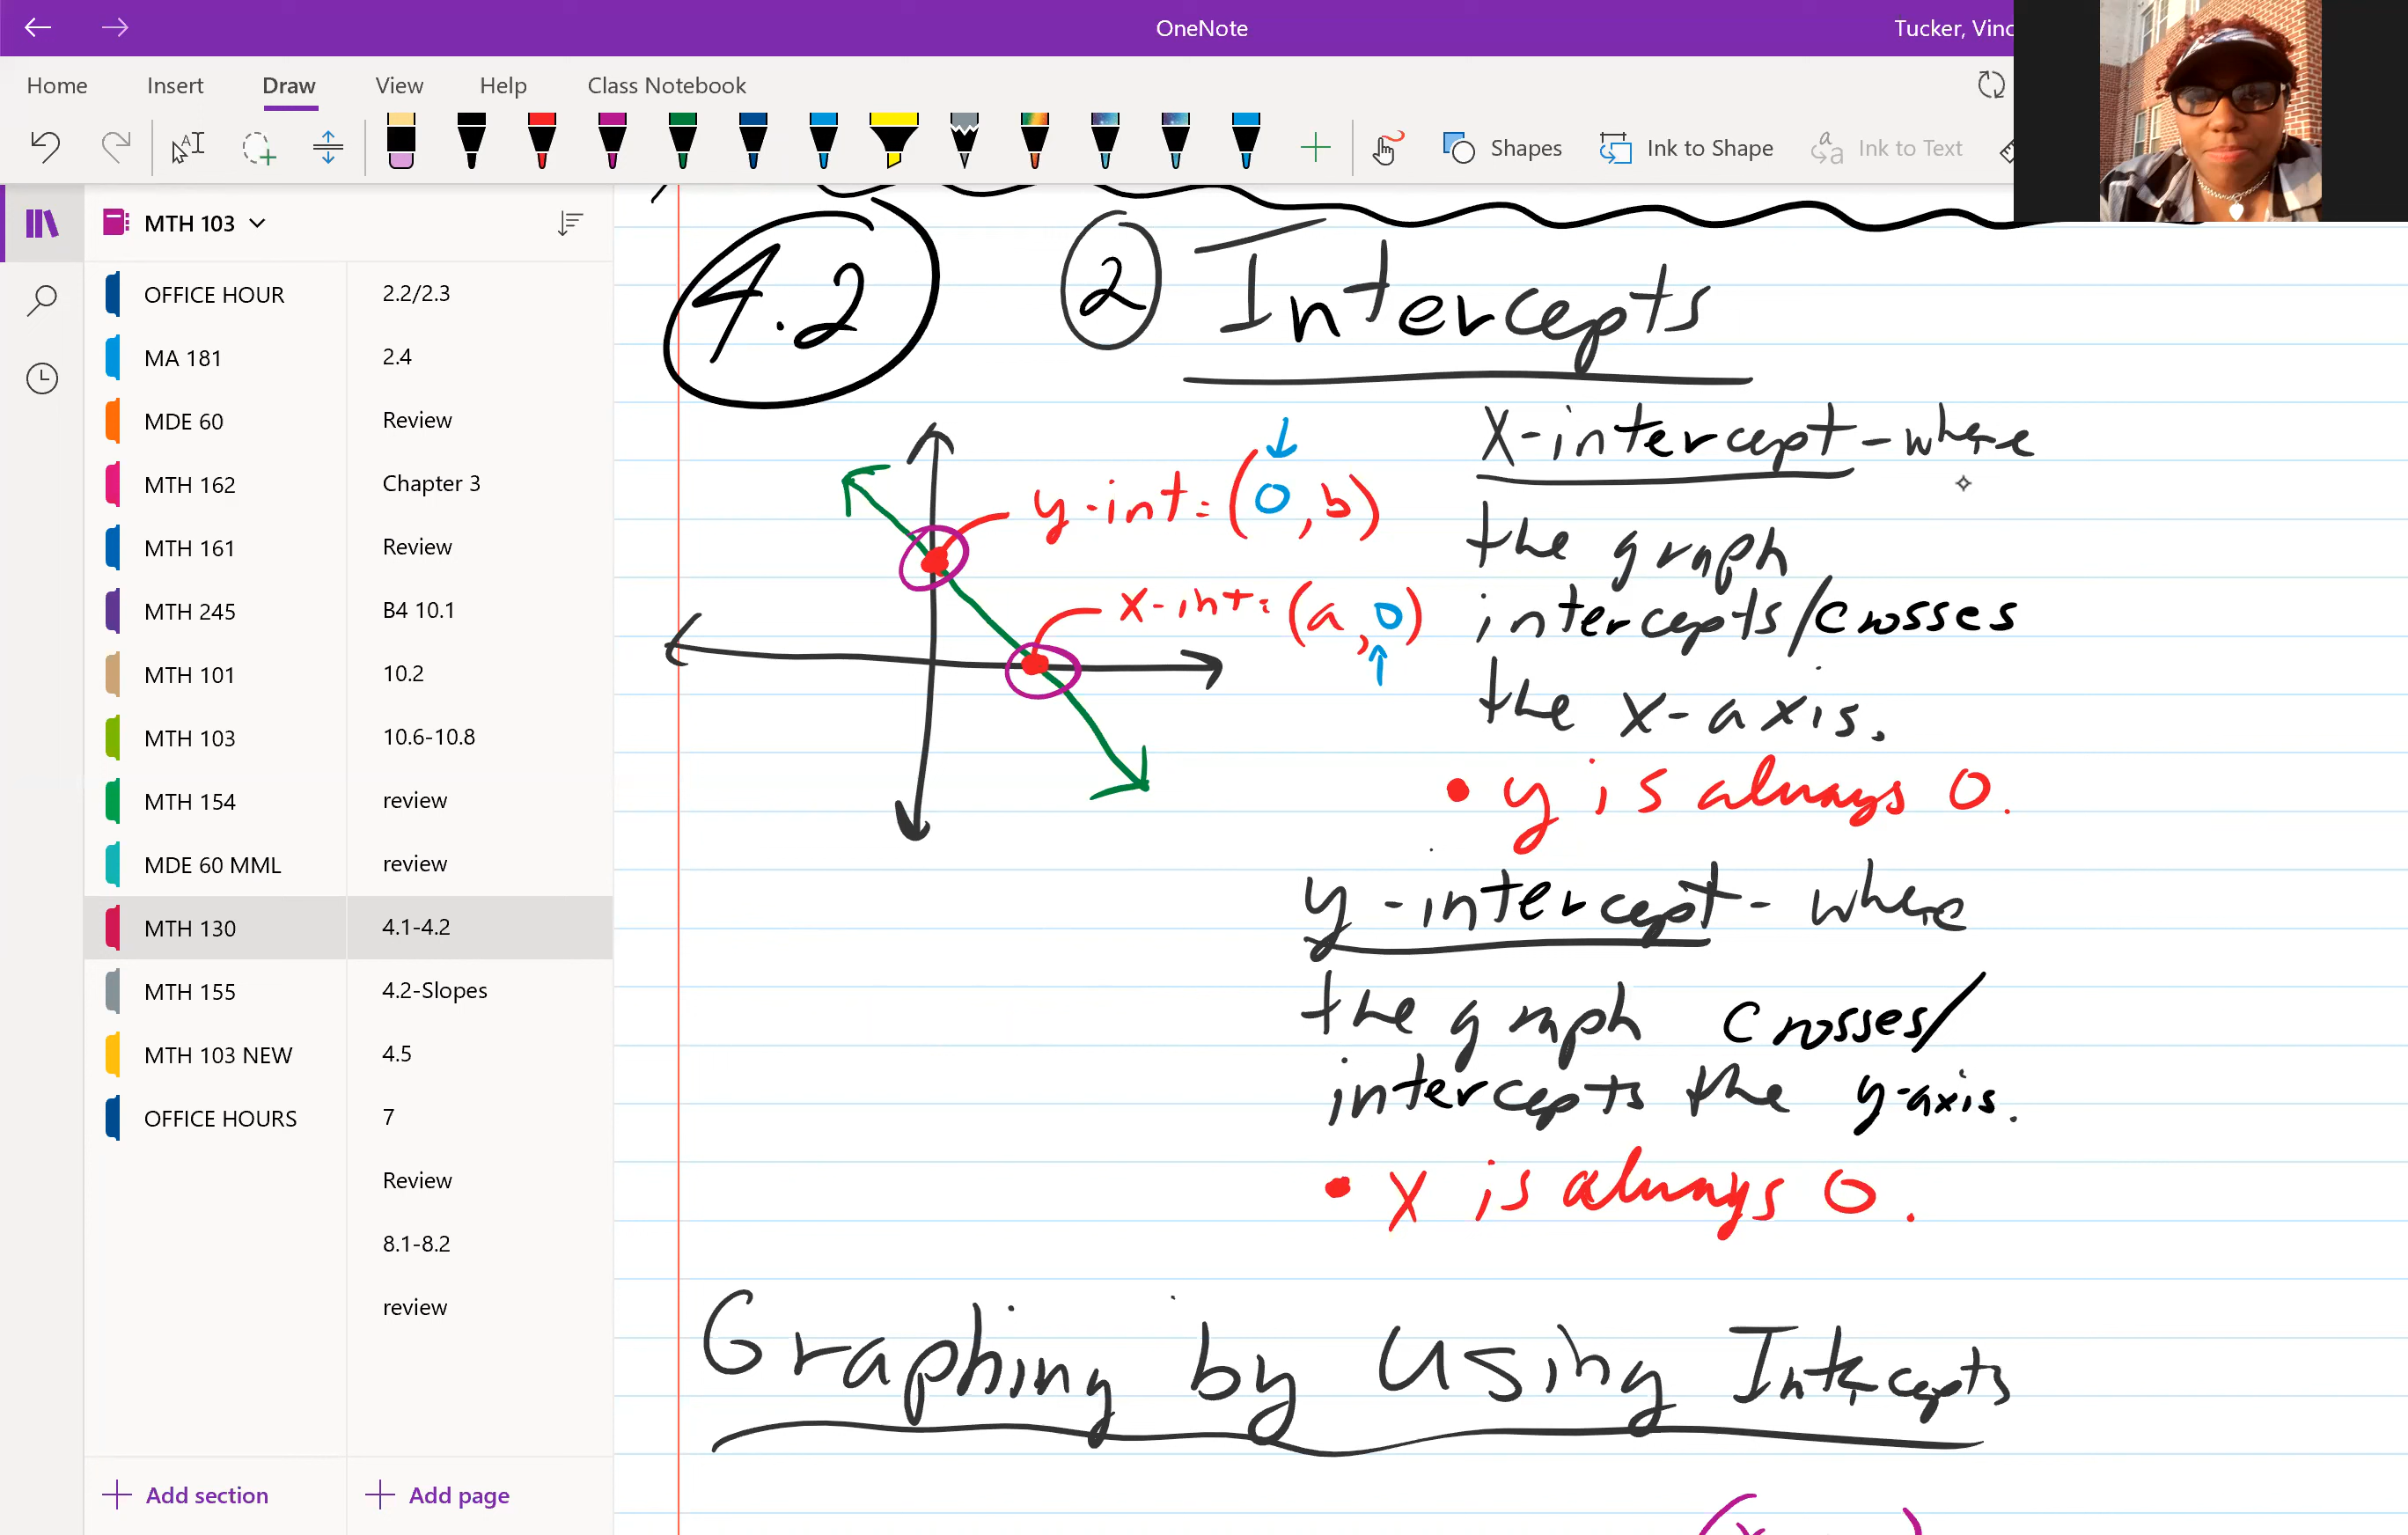 OneNote
Tucker, Vinc
Home Insert Draw View Help Class Notebook
Shapes Ink to Shape Ink to Text
MTH 103
OFFICE HOUR
MA 181
MDE 60
MTH 162
MTH 161
MTH 245
MTH 101
MTH 103
MTH 154
MDE 60 MML
MTH 130
MTH 155
MTH 103 NEW
OFFICE HOURS
Add section
2.2/2.3
2.4
Review
Chapter 3
Review
B4 10.1
10.2
10.6-10.8
review
review
4.1-4.2
4.2-Slopes
4.5
7
Review
8.1-8.2
review
Add page
4.2 2 Intercepts
y-int=(0,b)
x-int=(a,0)
X-intercept - where
the graph
intercepts/crosses
the x-axis.
• y is always 0.
y-intercept - where
the graph crosses/
intercepts the y-axis.
• X is always 0.
Graphing by Using Intercepts